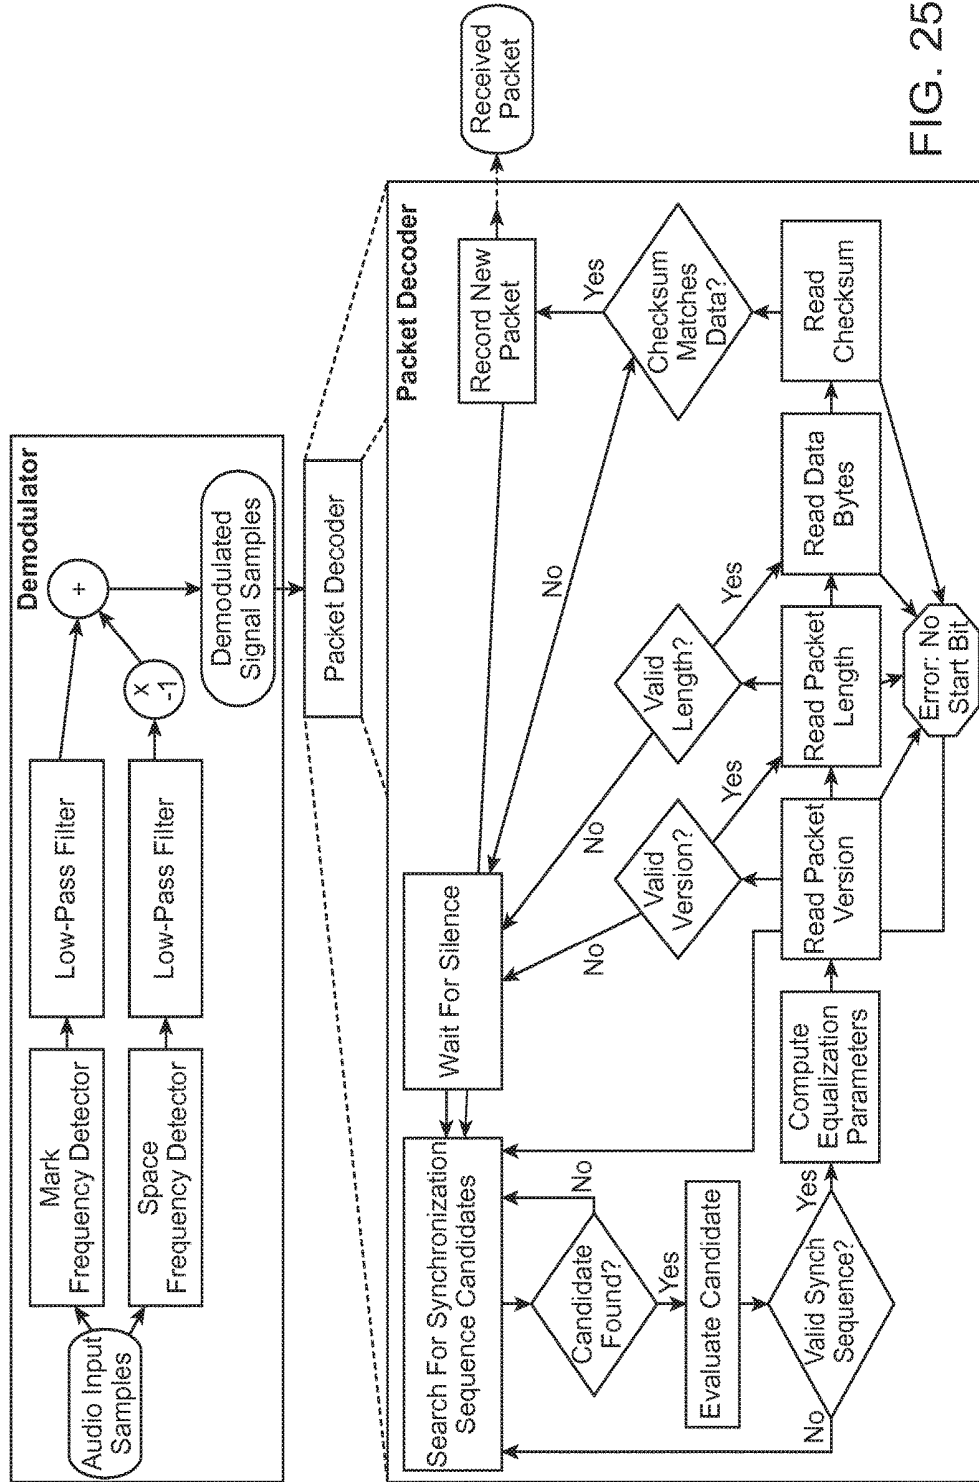 Demodulator
Audio Input
Samples
Mark
Frequency Detector
Low-Pass Filter
Space
Frequency Detector
Low-Pass Filter
x
-1
+
Demodulated
Signal Samples
Packet Decoder
Packet Decoder
Search For Synchronization
Sequence Candidates
Wait For Silence
Record New
Packet
Received
Packet
Candidate
Found?
No
Yes
Evaluate Candidate
Valid Synch
Sequence?
No
Yes
Compute
Equalization
Parameters
Read Packet
Version
Valid
Version?
No
Yes
Read Packet
Length
Valid
Length?
No
Yes
Read Data
Bytes
Read
Checksum
Checksum
Matches
Data?
No
Yes
Error: No
Start Bit
FIG. 25